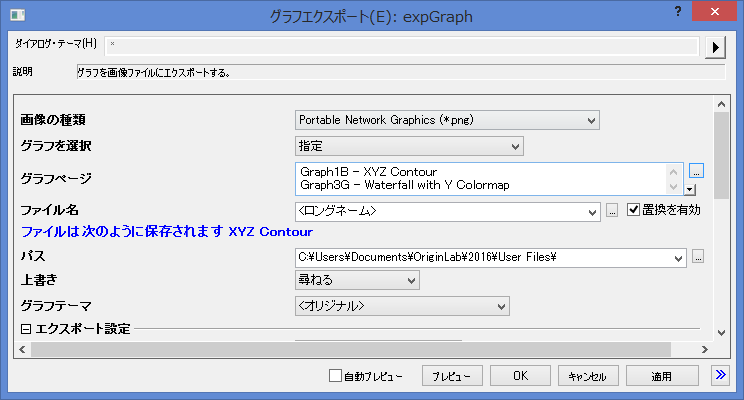 グラフエクスポート(E): expGraph
ダイアログ・テーマ(H) *
説明 グラフを画像ファイルにエクスポートする。
画像の種類 Portable Network Graphics (*.png)
グラフを選択 指定
グラフページ Graph1B - XYZ Contour
Graph3G - Waterfall with Y Colormap
ファイル名 <ロングネーム> ... 置換を有効
ファイルは次のように保存されます XYZ Contour
パス C:¥Users¥Documents¥OriginLab¥2016¥User Files¥ ...
上書き 尋ねる
グラフテーマ <オリジナル>
エクスポート設定
自動プレビュー プレビュー OK キャンセル 適用